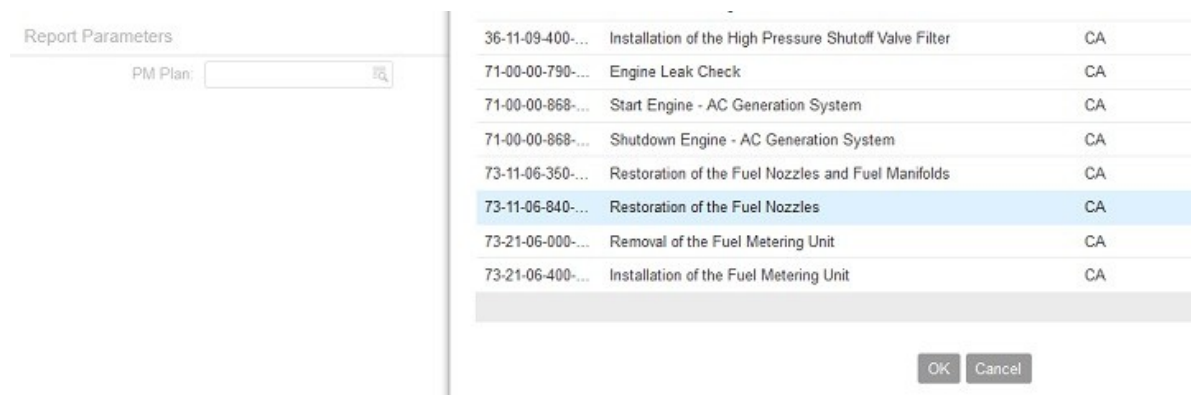 Report Parameters
PM Plan:
36-11-09-400-... Installation of the High Pressure Shutoff Valve Filter CA
71-00-00-790-... Engine Leak Check CA
71-00-00-868-... Start Engine - AC Generation System CA
71-00-00-868-... Shutdown Engine - AC Generation System CA
73-11-06-350-... Restoration of the Fuel Nozzles and Fuel Manifolds CA
73-11-06-840-... Restoration of the Fuel Nozzles CA
73-21-06-000-... Removal of the Fuel Metering Unit CA
73-21-06-400-... Installation of the Fuel Metering Unit CA
OK Cancel